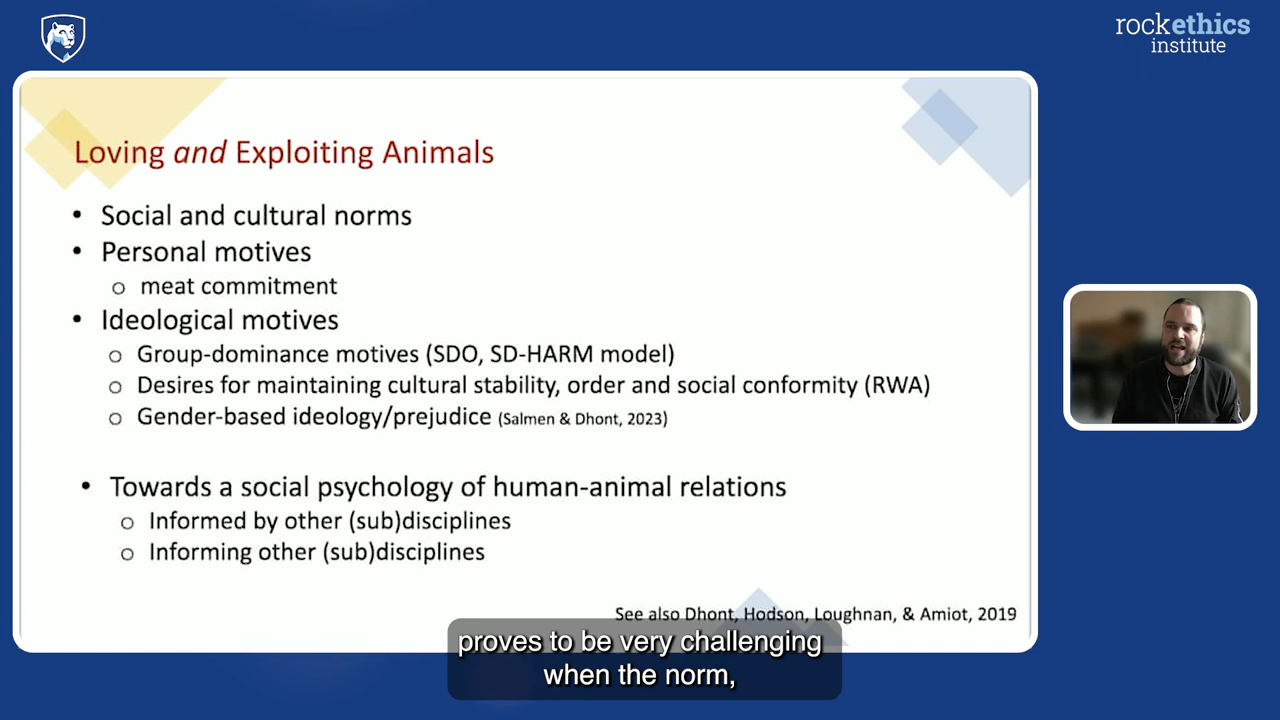 rockethics
institute
Loving and Exploiting Animals
• Social and cultural norms
• Personal motives
o meat commitment
• Ideological motives
o Group-dominance motives (SDO, SD-HARM model)
o Desires for maintaining cultural stability, order and social conformity (RWA)
o Gender-based ideology/prejudice (Salmen & Dhont, 2023)
• Towards a social psychology of human-animal relations
o Informed by other (sub)disciplines
o Informing other (sub)disciplines
See also Dhont, Hodson, Loughnan, & Amiot, 2019
proves to be very challenging
when the norm,